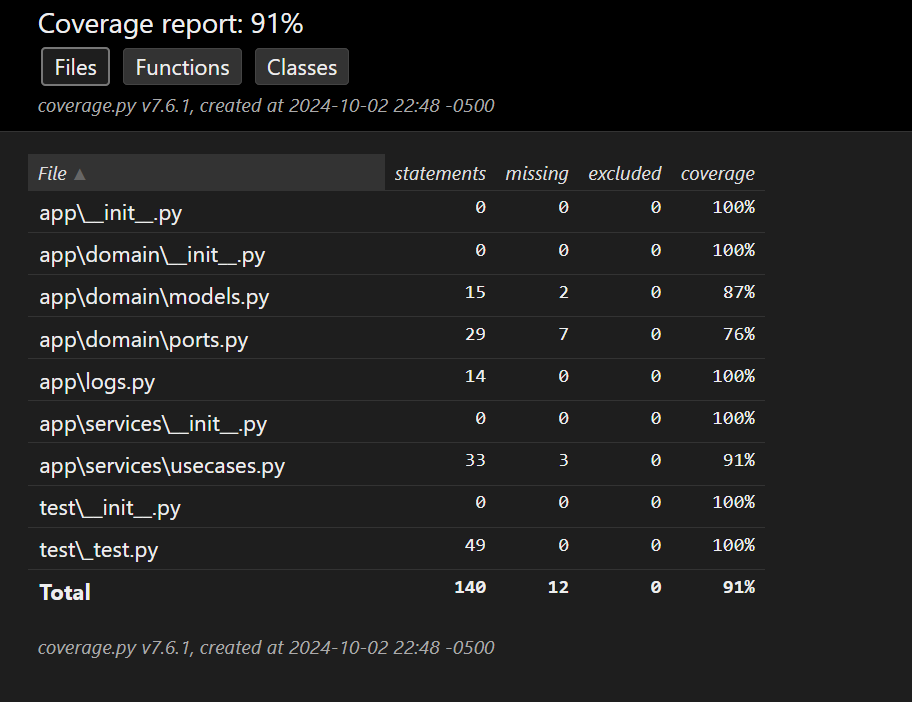 Coverage report: 91%
Files Functions Classes
coverage.py v7.6.1, created at 2024-10-02 22:48 -0500
File ▲ statements missing excluded coverage
app\__init__.py 0 0 0 100%
app\domain\__init__.py 0 0 0 100%
app\domain\models.py 15 2 0 87%
app\domain\ports.py 29 7 0 76%
app\logs.py 14 0 0 100%
app\services\__init__.py 0 0 0 100%
app\services\usecases.py 33 3 0 91%
test\__init__.py 0 0 0 100%
test\_test.py 49 0 0 100%
Total 140 12 0 91%
coverage.py v7.6.1, created at 2024-10-02 22:48 -0500